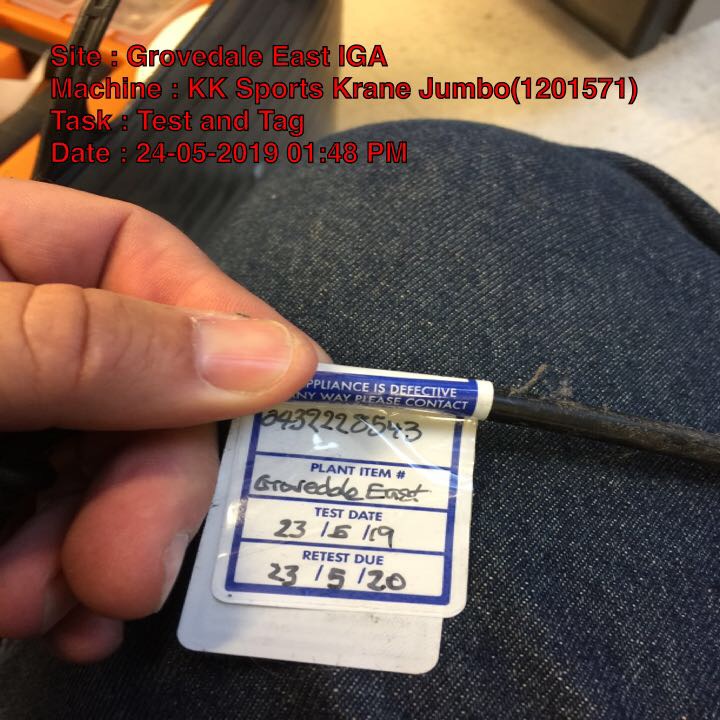 Site : Grovedale East IGA
Machine : KK Sports Krane Jumbo(1201571)
Task : Test and Tag
Date : 24-05-2019 01:48 PM
APPLIANCE IS DEFECTIVE
ANY WAY PLEASE CONTACT
0439228543
PLANT ITEM #
Grovedale East
TEST DATE
23 /5 /19
RETEST DUE
23 /5 /20